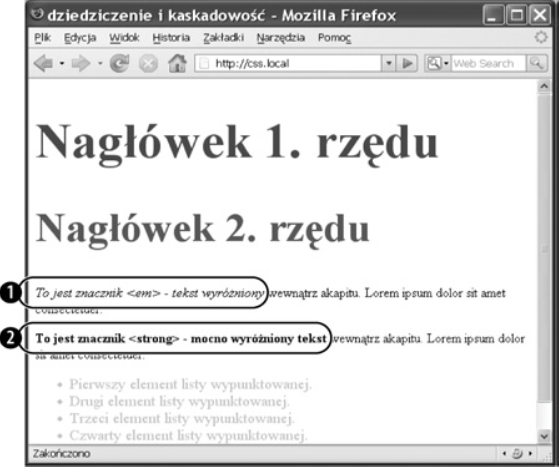 dziedziczenie i kaskadowość - Mozilla Firefox
Plik Edycja Widok Historia Zakładki Narzędzia Pomoc
http://css.local Web Search
Nagłówek 1. rzędu
Nagłówek 2. rzędu
1 To jest znacznik <em> - tekst wyróżniony wewnątrz akapitu. Lorem ipsum dolor sit amet
consectetuer.
2 To jest znacznik <strong> - mocno wyróżniony tekst wewnątrz akapitu. Lorem ipsum dolor
sit amet consectetuer.
• Pierwszy element listy wypunktowanej.
• Drugi element listy wypunktowanej.
• Trzeci element listy wypunktowanej.
• Czwarty element listy wypunktowanej.
Zakończono